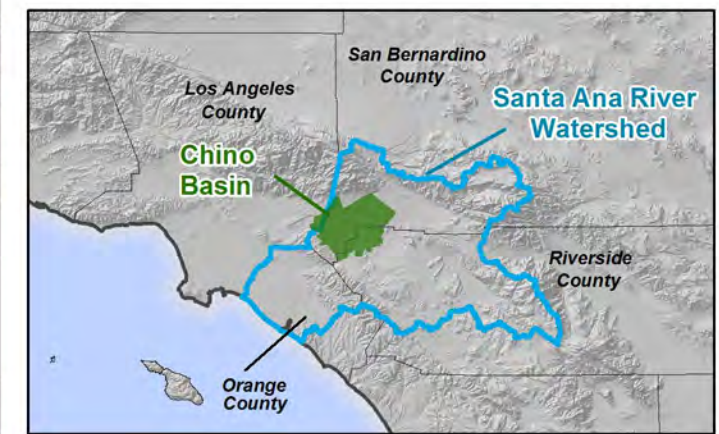 San Bernardino
County
Los Angeles
County
Santa Ana River
Watershed
Chino
Basin
Riverside
County
Orange
County